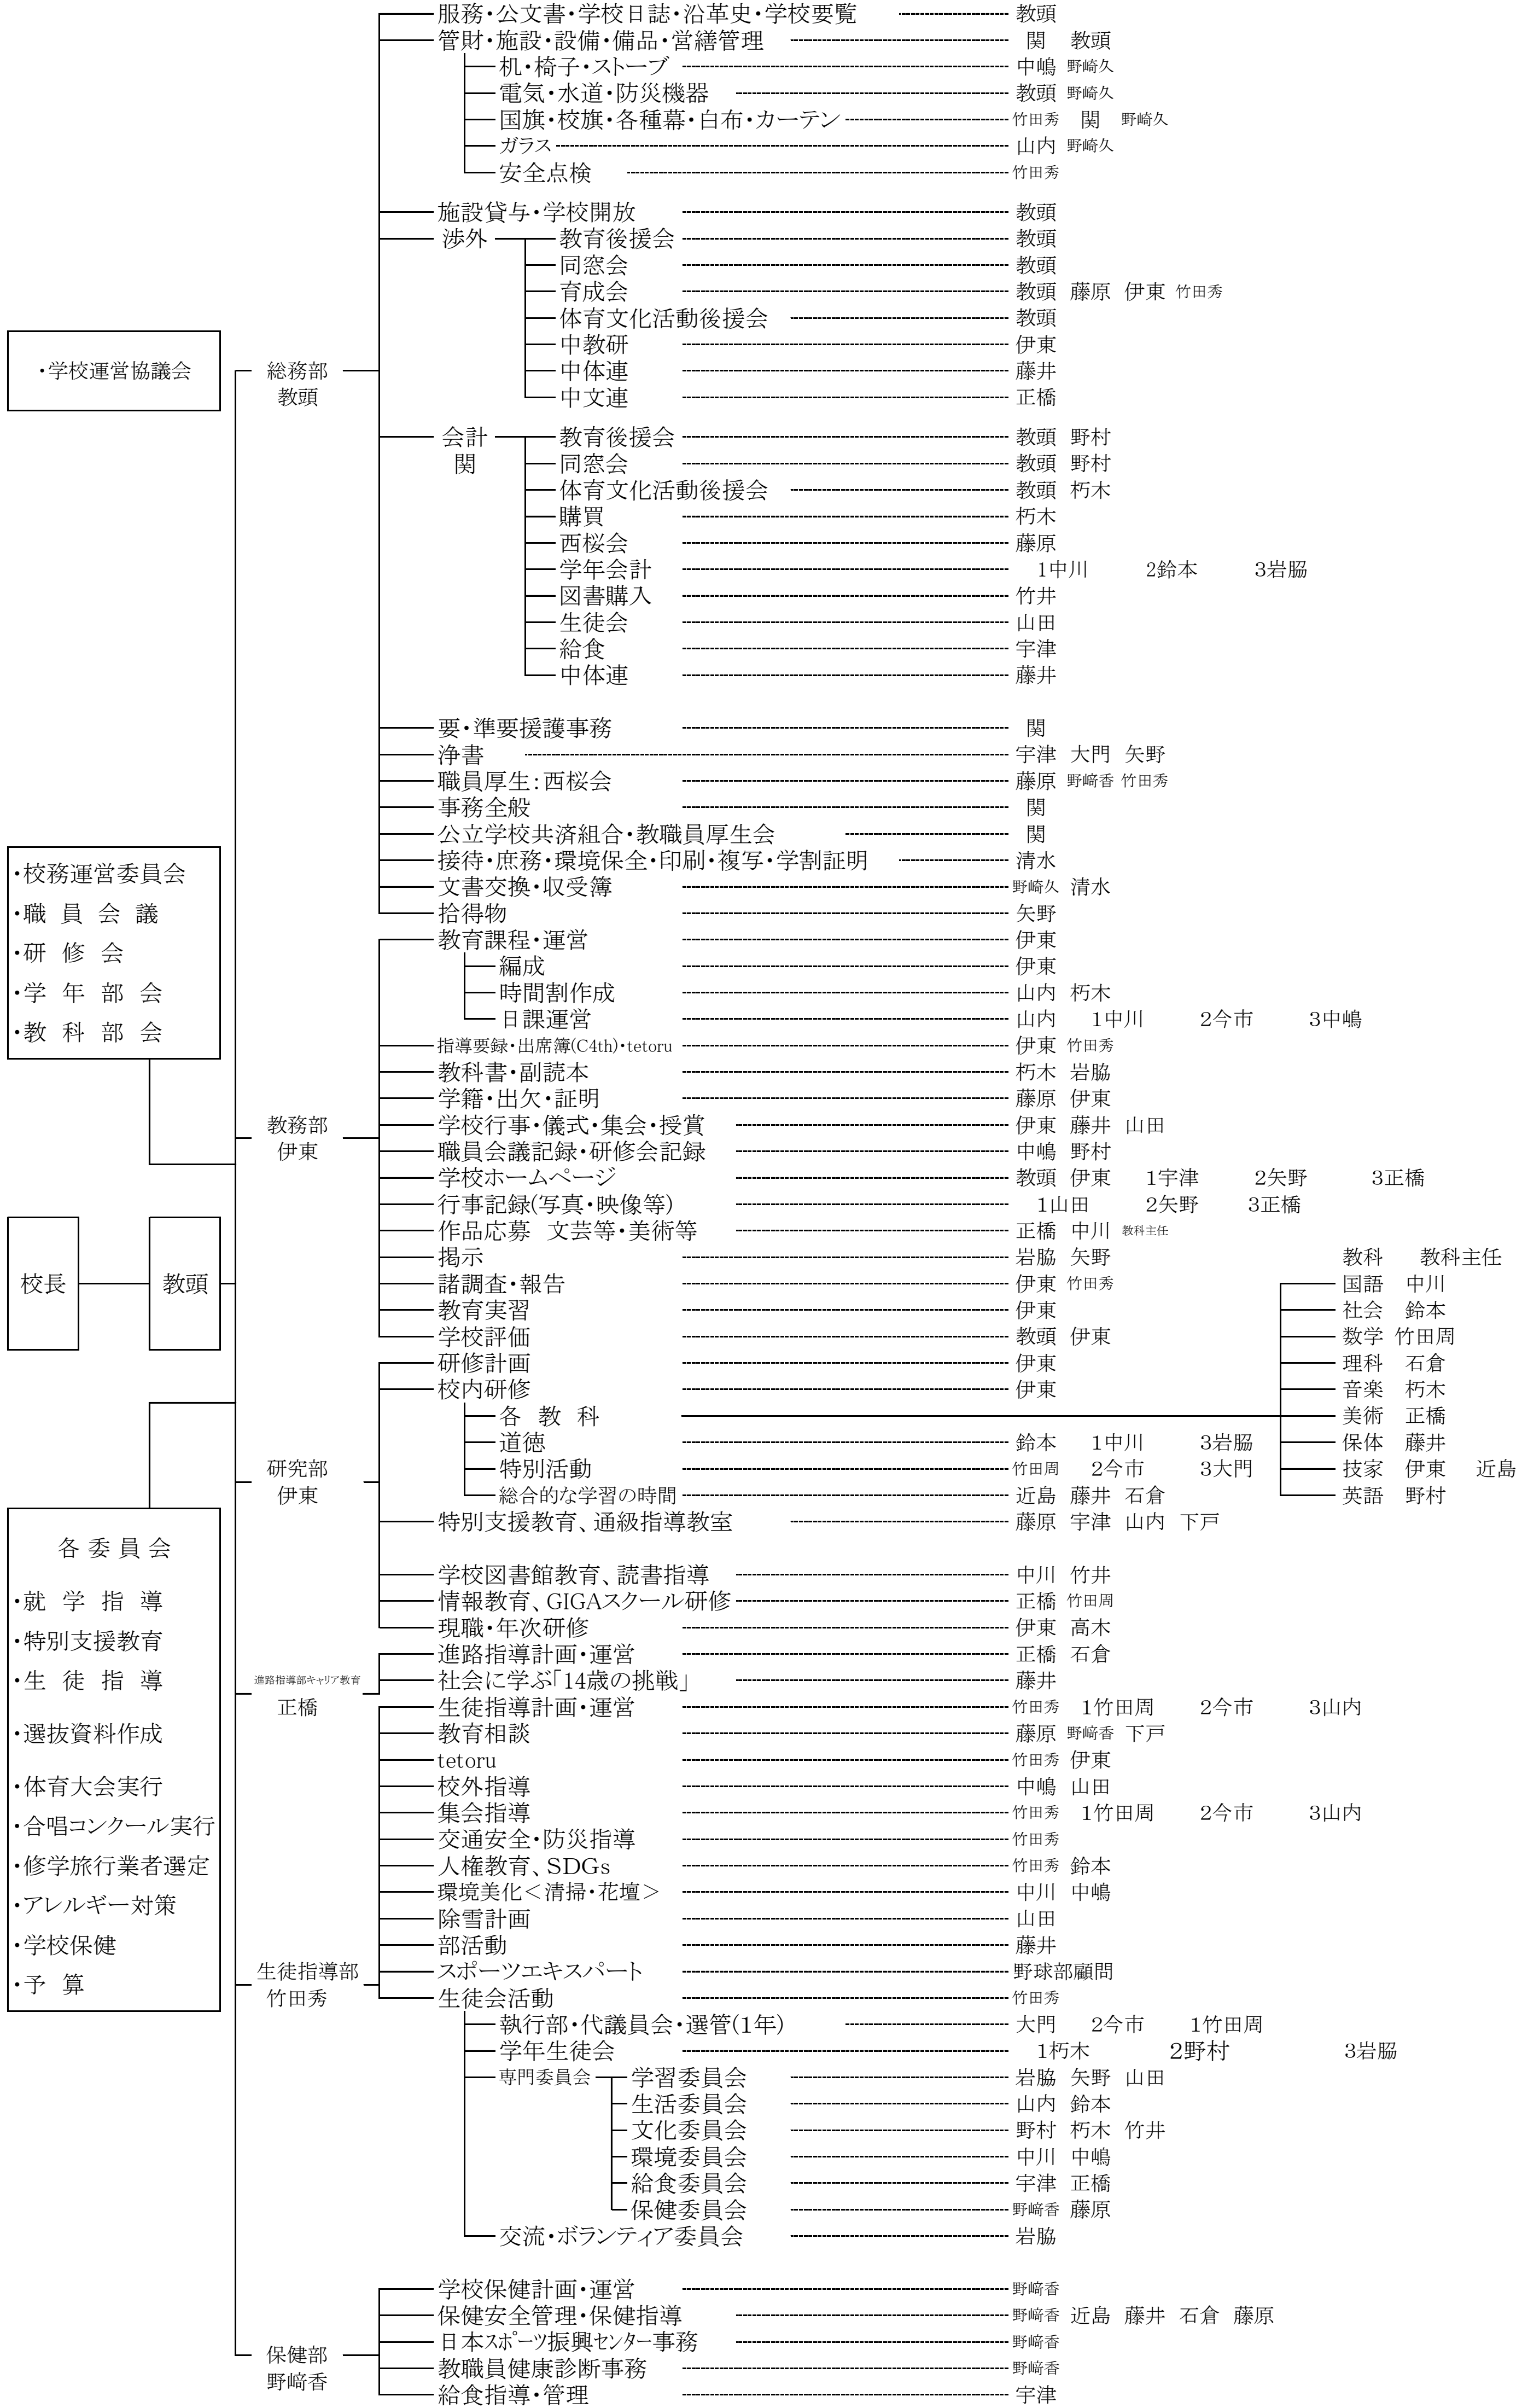 服務・公文書・学校日誌・沿革史・学校要覧 教頭
管財・施設・設備・備品・営繕管理 関 教頭
机・椅子・ストーブ 中嶋 野崎久
電気・水道・防災機器 教頭 野崎久
国旗・校旗・各種幕・白布・カーテン 竹田秀 関 野崎久
ガラス 山内 野崎久
安全点検 竹田秀
施設貸与・学校開放 教頭
渉外 教育後援会 教頭
同窓会 教頭
育成会 教頭 藤原 伊東 竹田秀
体育文化活動後援会 教頭
中教研 伊東
・学校運営協議会 総務部 中体連 藤井
教頭 中文連 正橋
会計 教育後援会 教頭 野村
関 同窓会 教頭 野村
体育文化活動後援会 教頭 朽木
購買 朽木
西桜会 藤原
学年会計 1中川 2鈴本 3岩脇
図書購入 竹井
生徒会 山田
給食 宇津
中体連 藤井
要・準要援護事務 関
浄書 宇津 大門 矢野
職員厚生：西桜会 藤原 野﨑香 竹田秀
事務全般 関
公立学校共済組合・教職員厚生会 関
接待・庶務・環境保全・印刷・複写・学割証明 清水
・校務運営委員会
文書交換・収受簿 野崎久 清水
・職 員 会 議
拾得物 矢野
教育課程・運営 伊東
・研 修 会
編成 伊東
・学 年 部 会
時間割作成 山内 朽木
・教 科 部 会
日課運営 山内 1中川 2今市 3中嶋
指導要録・出席簿(C4th)・tetoru 伊東 竹田秀
教科書・副読本 朽木 岩脇
学籍・出欠・証明 藤原 伊東
教務部 学校行事・儀式・集会・授賞 伊東 藤井 山田
伊東 職員会議記録・研修会記録 中嶋 野村
学校ホームページ 教頭 伊東 1宇津 2矢野 3正橋
行事記録(写真・映像等) 1山田 2矢野 3正橋
作品応募 文芸等・美術等 正橋 中川 教科主任
掲示 岩脇 矢野 教科 教科主任
校長 教頭 諸調査・報告 伊東 竹田秀 国語 中川
教育実習 伊東 社会 鈴本
学校評価 教頭 伊東 数学 竹田周
研修計画 伊東 理科 石倉
校内研修 伊東 音楽 朽木
各 教 科 美術 正橋
道徳 鈴本 1中川 3岩脇 保体 藤井
研究部 特別活動 竹田周 2今市 3大門 技家 伊東 近島
伊東 総合的な学習の時間 近島 藤井 石倉 英語 野村
特別支援教育、通級指導教室 藤原 宇津 山内 下戸
各 委 員 会
学校図書館教育、読書指導 中川 竹井
・就 学 指 導 情報教育、GIGAスクール研修 正橋 竹田周
現職・年次研修 伊東 高木
・特別支援教育
進路指導計画・運営 正橋 石倉
・生 徒 指 導 進路指導部キャリア教育 社会に学ぶ「14歳の挑戦」 藤井
正橋 生徒指導計画・運営 竹田秀 1竹田周 2今市 3山内
・選抜資料作成 教育相談 藤原 野﨑香 下戸
tetoru 竹田秀 伊東
・体育大会実行 校外指導 中嶋 山田
集会指導 竹田秀 1竹田周 2今市 3山内
・合唱コンクール実行
交通安全・防災指導 竹田秀
・修学旅行業者選定 人権教育、SDGs 竹田秀 鈴本
環境美化＜清掃・花壇＞ 中川 中嶋
・アレルギー対策
除雪計画 山田
・学校保健 部活動 藤井
生徒指導部 スポーツエキスパート 野球部顧問
・予 算
竹田秀 生徒会活動 竹田秀
執行部・代議員会・選管(1年) 大門 2今市 1竹田周
学年生徒会 1朽木 2野村 3岩脇
専門委員会 学習委員会 岩脇 矢野 山田
生活委員会 山内 鈴本
文化委員会 野村 朽木 竹井
環境委員会 中川 中嶋
給食委員会 宇津 正橋
保健委員会 野﨑香 藤原
交流・ボランティア委員会 岩脇
学校保健計画・運営 野﨑香
保健安全管理・保健指導 野﨑香 近島 藤井 石倉 藤原
日本スポーツ振興センター事務 野﨑香
保健部
教職員健康診断事務 野﨑香
野﨑香
給食指導・管理 宇津